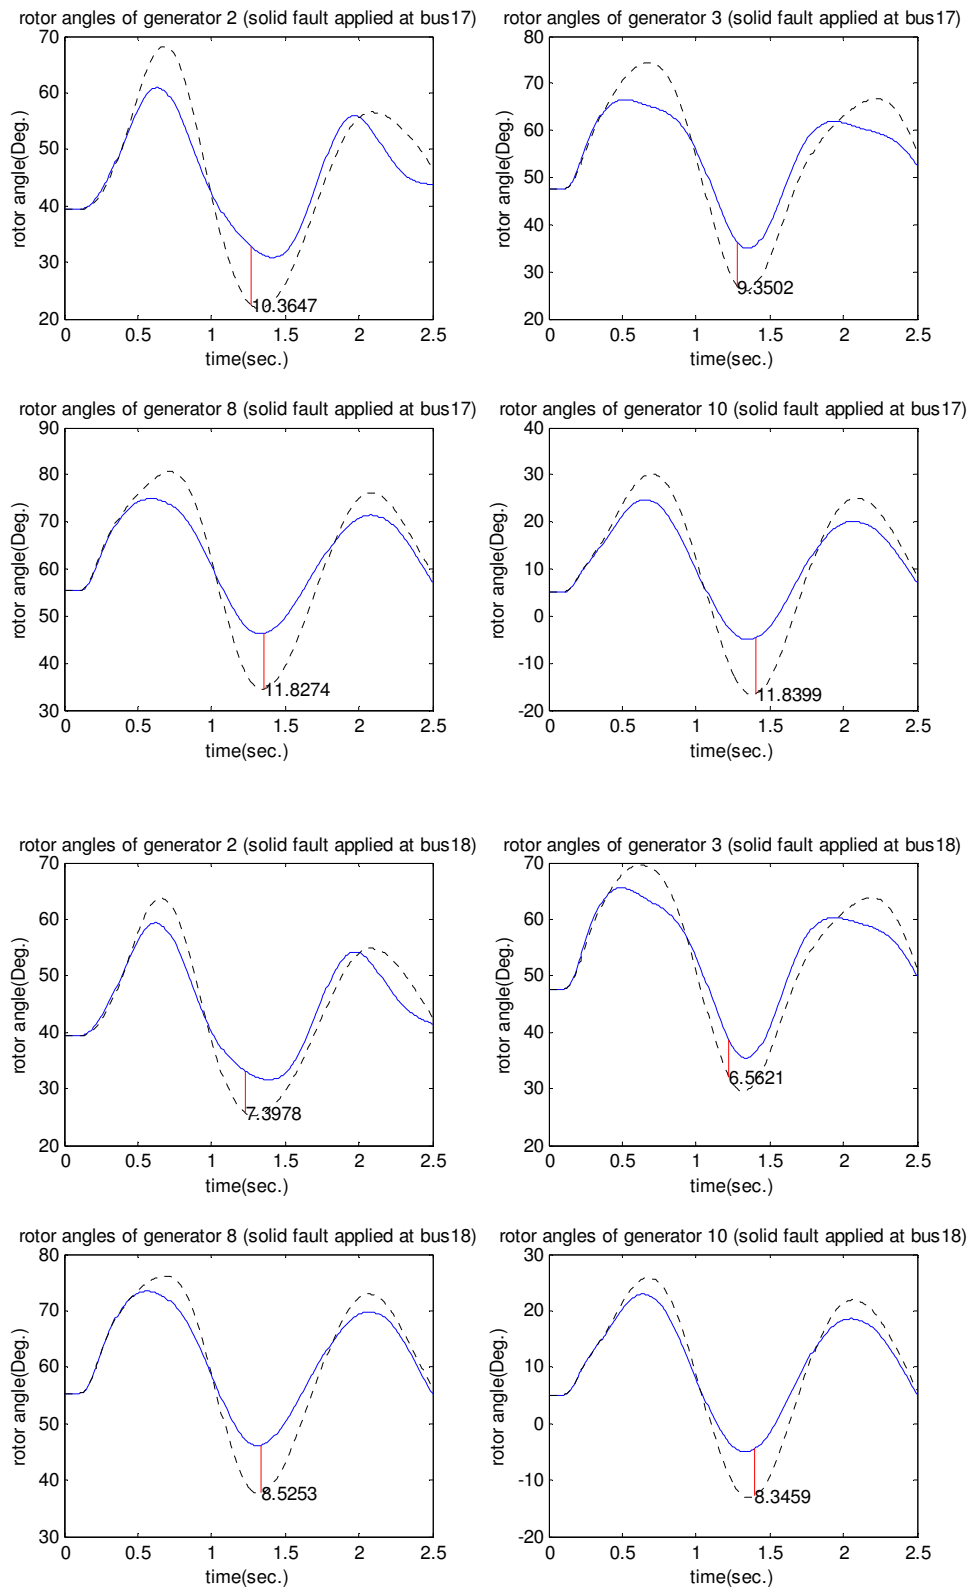 rotor angles of generator 2 (solid fault applied at bus17)
rotor angle(Deg.)
70
60
50
40
30
20
10.3647
0 0.5 1 1.5 2 2.5
time(sec.)
rotor angles of generator 3 (solid fault applied at bus17)
rotor angle(Deg.)
80
70
60
50
40
30
20
9.3502
0 0.5 1 1.5 2 2.5
time(sec.)
rotor angles of generator 8 (solid fault applied at bus17)
rotor angle(Deg.)
90
80
70
60
50
40
30
11.8274
0 0.5 1 1.5 2 2.5
time(sec.)
rotor angles of generator 10 (solid fault applied at bus17)
rotor angle(Deg.)
40
30
20
10
0
-10
-20
11.8399
0 0.5 1 1.5 2 2.5
time(sec.)
rotor angles of generator 2 (solid fault applied at bus18)
rotor angle(Deg.)
70
60
50
40
30
20
7.3978
0 0.5 1 1.5 2 2.5
time(sec.)
rotor angles of generator 3 (solid fault applied at bus18)
rotor angle(Deg.)
70
60
50
40
30
20
6.5621
0 0.5 1 1.5 2 2.5
time(sec.)
rotor angles of generator 8 (solid fault applied at bus18)
rotor angle(Deg.)
80
70
60
50
40
30
8.5253
0 0.5 1 1.5 2 2.5
time(sec.)
rotor angles of generator 10 (solid fault applied at bus18)
rotor angle(Deg.)
30
20
10
0
-10
-20
8.3459
0 0.5 1 1.5 2 2.5
time(sec.)